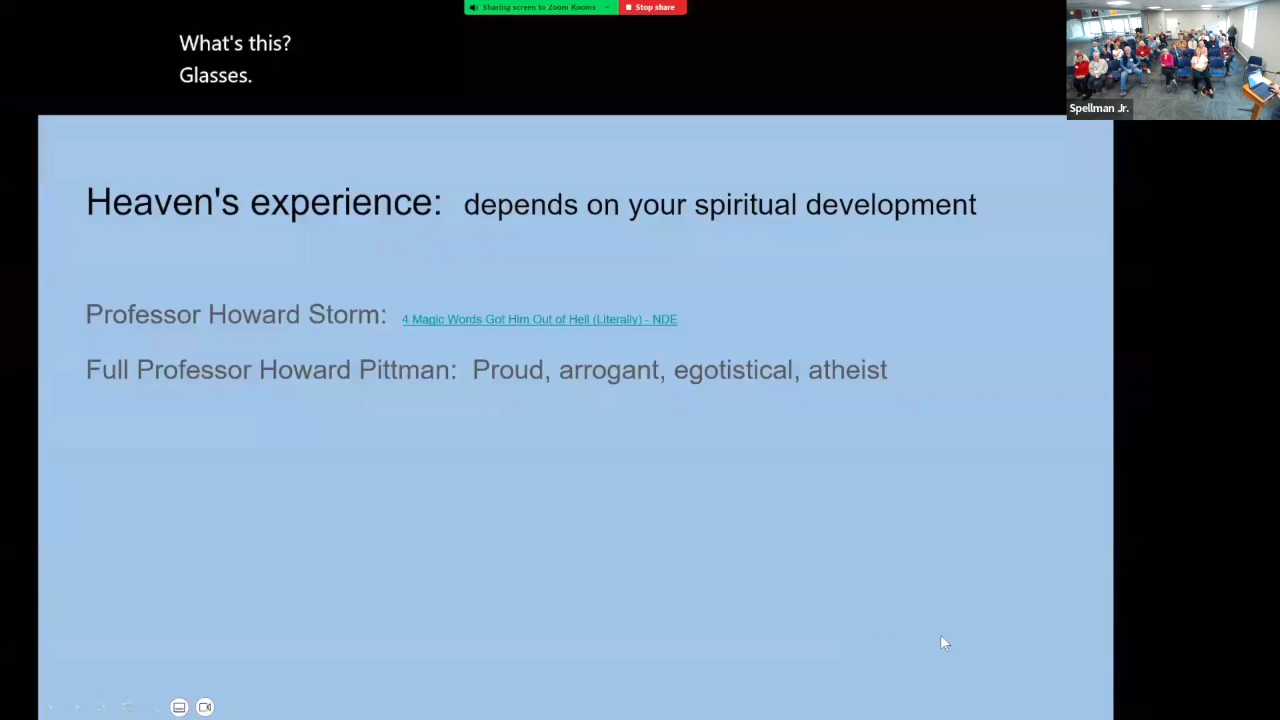 Sharing screen to Zoom Rooms
Stop share
What's this?
Glasses.
Spellman Jr.
Heaven's experience: depends on your spiritual development
Professor Howard Storm: 4 Magic Words Got Him Out of Hell (Literally) - NDE
Full Professor Howard Pittman: Proud, arrogant, egotistical, atheist